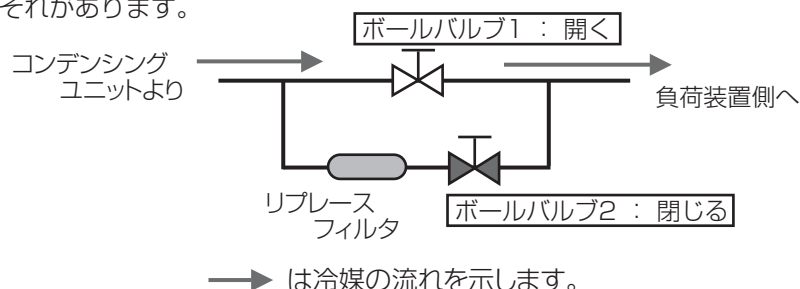 それがあります。
ボールバルブ1 : 開く
コンデンシング
ユニットより
負荷装置側へ
リプレース
フィルタ
ボールバルブ2 : 閉じる
は冷媒の流れを示します。